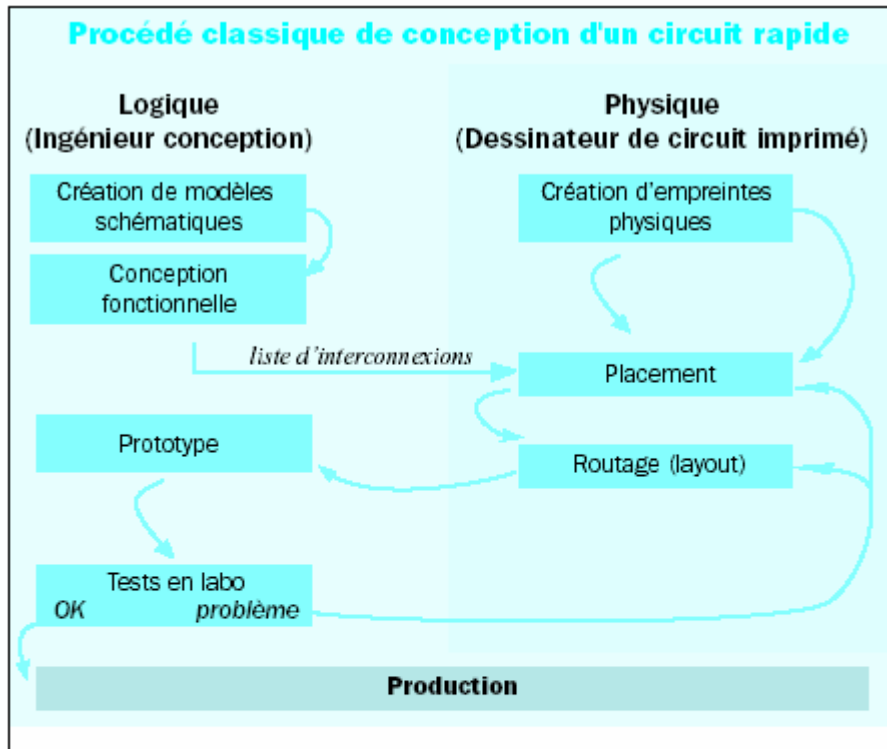 Procédé classique de conception d'un circuit rapide
Logique
(Ingénieur conception)
Physique
(Dessinateur de circuit imprimé)
Création de modèles
schématiques
Création d'empreintes
physiques
Conception
fonctionnelle
liste d'interconnexions
Placement
Prototype
Routage (layout)
Tests en labo
OK problème
Production